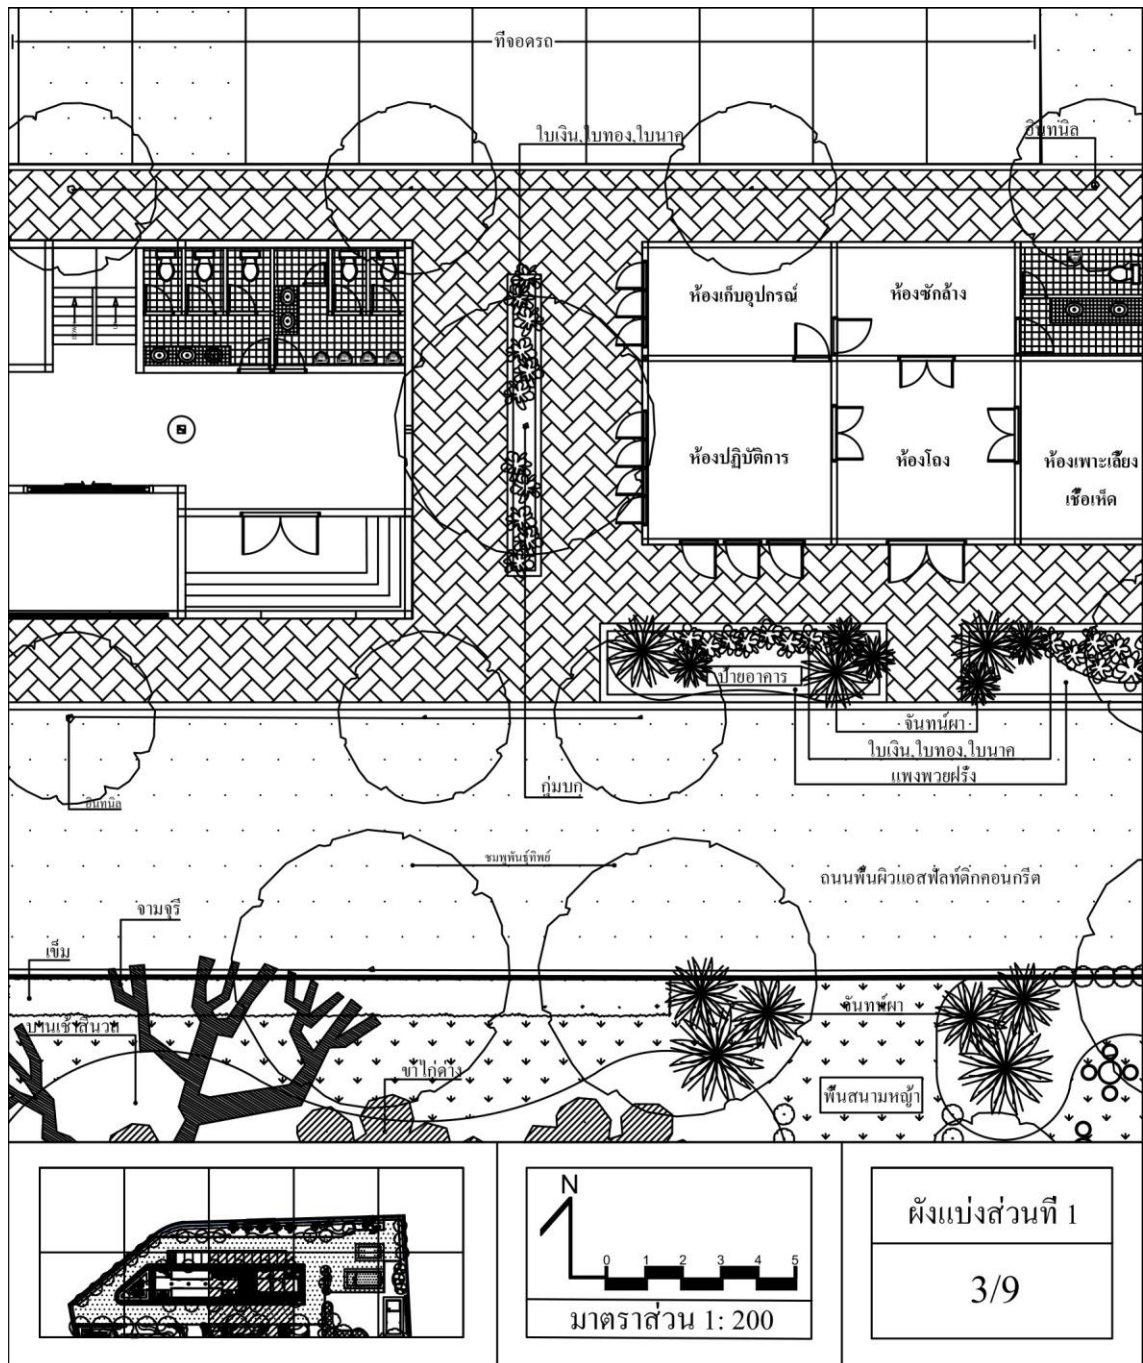 ที่จอดรถ
ใบเงิน,ใบทอง,ใบนาค
อินทนิล
ห้องเก็บอุปกรณ์
ห้องซักล้าง
ห้องปฏิบัติการ
ห้องโถง
ห้องเพาะเลี้ยง
เชื้อเห็ด
ป้ายอาคาร
จันทน์ผา
ใบเงิน,ใบทอง,ใบนาค
แพงพวยฝรั่ง
กุ่มบก
อินทนิล
ชมพูพันธุ์ทิพย์
ถนนพื้นผิวแอสฟัลท์ติกคอนกรีต
จามจุรี
เข็ม
บานเช้าสีนวล
จันทน์ผา
ขาไก่ด่าง
พื้นสนามหญ้า
N
0 1 2 3 4 5
มาตราส่วน 1: 200
ผังแบ่งส่วนที่ 1
3/9